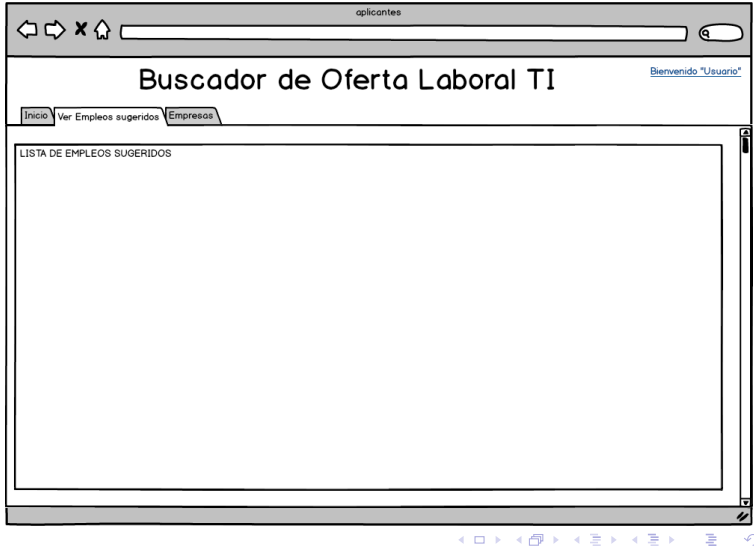 aplicantes
Buscador de Oferta Laboral TI
Bienvenido "Usuario"
Inicio
Ver Empleos sugeridos
Empresas
LISTA DE EMPLEOS SUGERIDOS